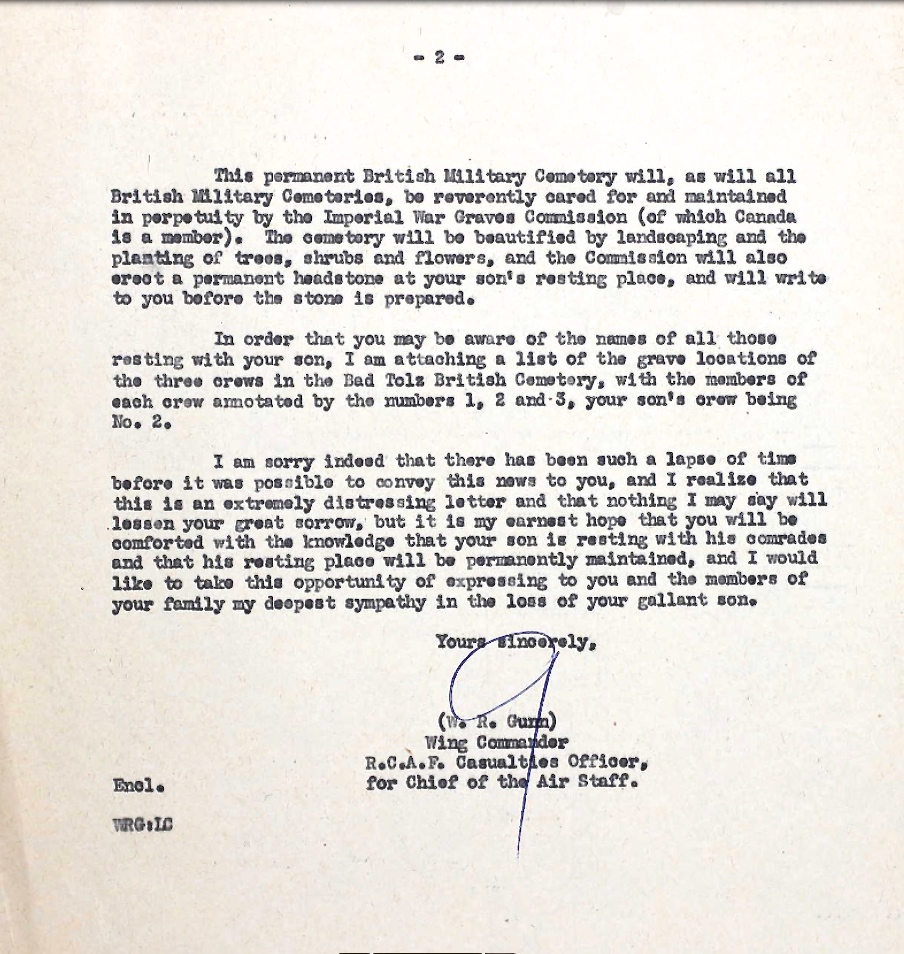 - 2 -
This permanent British Military Cemetery will, as will all
British Military Cemeteries, be reverently cared for and maintained
in perpetuity by the Imperial War Graves Commission (of which Canada
is a member). The cemetery will be beautified by landscaping and the
planting of trees, shrubs and flowers, and the Commission will also
erect a permanent headstone at your son's resting place, and will write
to you before the stone is prepared.
In order that you may be aware of the names of all those
resting with your son, I am attaching a list of the grave locations of
the three crews in the Bad Tolz British Cemetery, with the members of
each crew annotated by the numbers 1, 2 and 3, your son's crew being
No. 2.
I am sorry indeed that there has been such a lapse of time
before it was possible to convey this news to you, and I realize that
this is an extremely distressing letter and that nothing I may say will
lessen your great sorrow, but it is my earnest hope that you will be
comforted with the knowledge that your son is resting with his comrades
and that his resting place will be permanently maintained, and I would
like to take this opportunity of expressing to you and the members of
your family my deepest sympathy in the loss of your gallant son.
Yours sincerely,
(W. R. Gunn)
Wing Commander
R.C.A.F. Casualties Officer,
for Chief of the Air Staff.
Encl.
WRG:LC